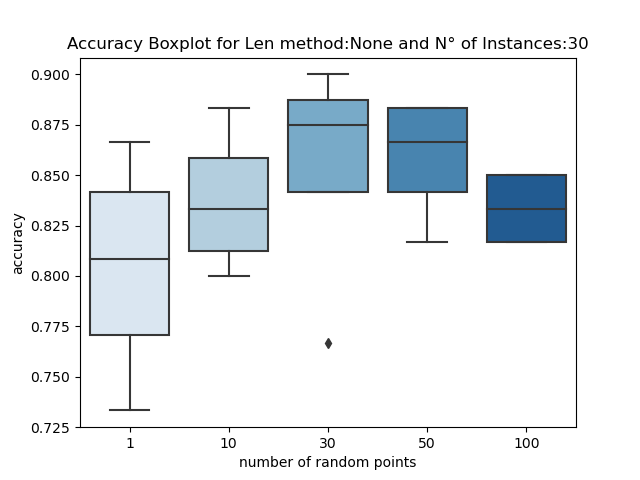 Accuracy Boxplot for Len method:None and N° of Instances:30
0.900
0.875
0.850
0.825
0.800
0.775
0.750
0.725
accuracy
1 10 30 50 100
number of random points